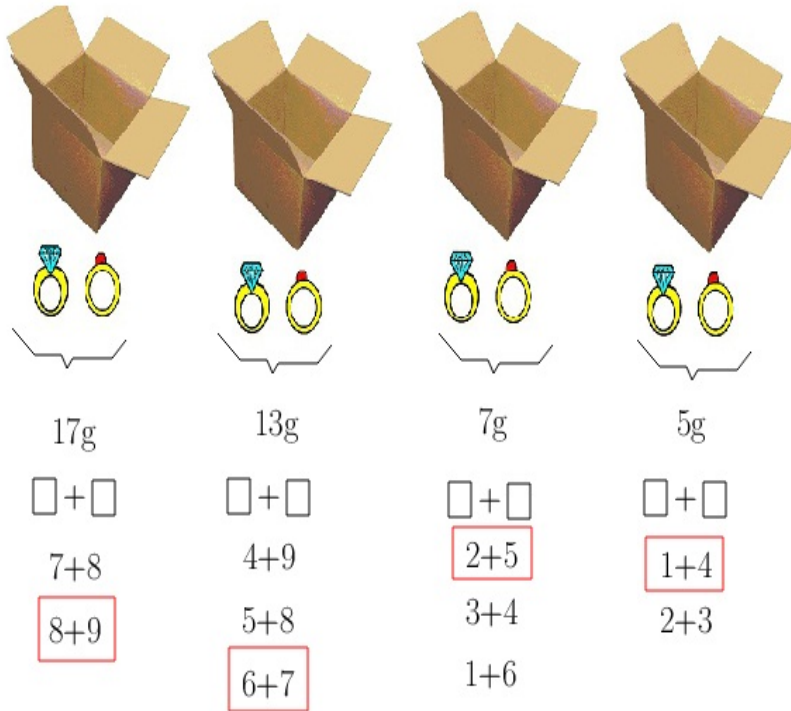 17g 13g 7g 5g
□+□ □+□ □+□ □+□
7+8 4+9 2+5 1+4
8+9 5+8 3+4 2+3
6+7 1+6